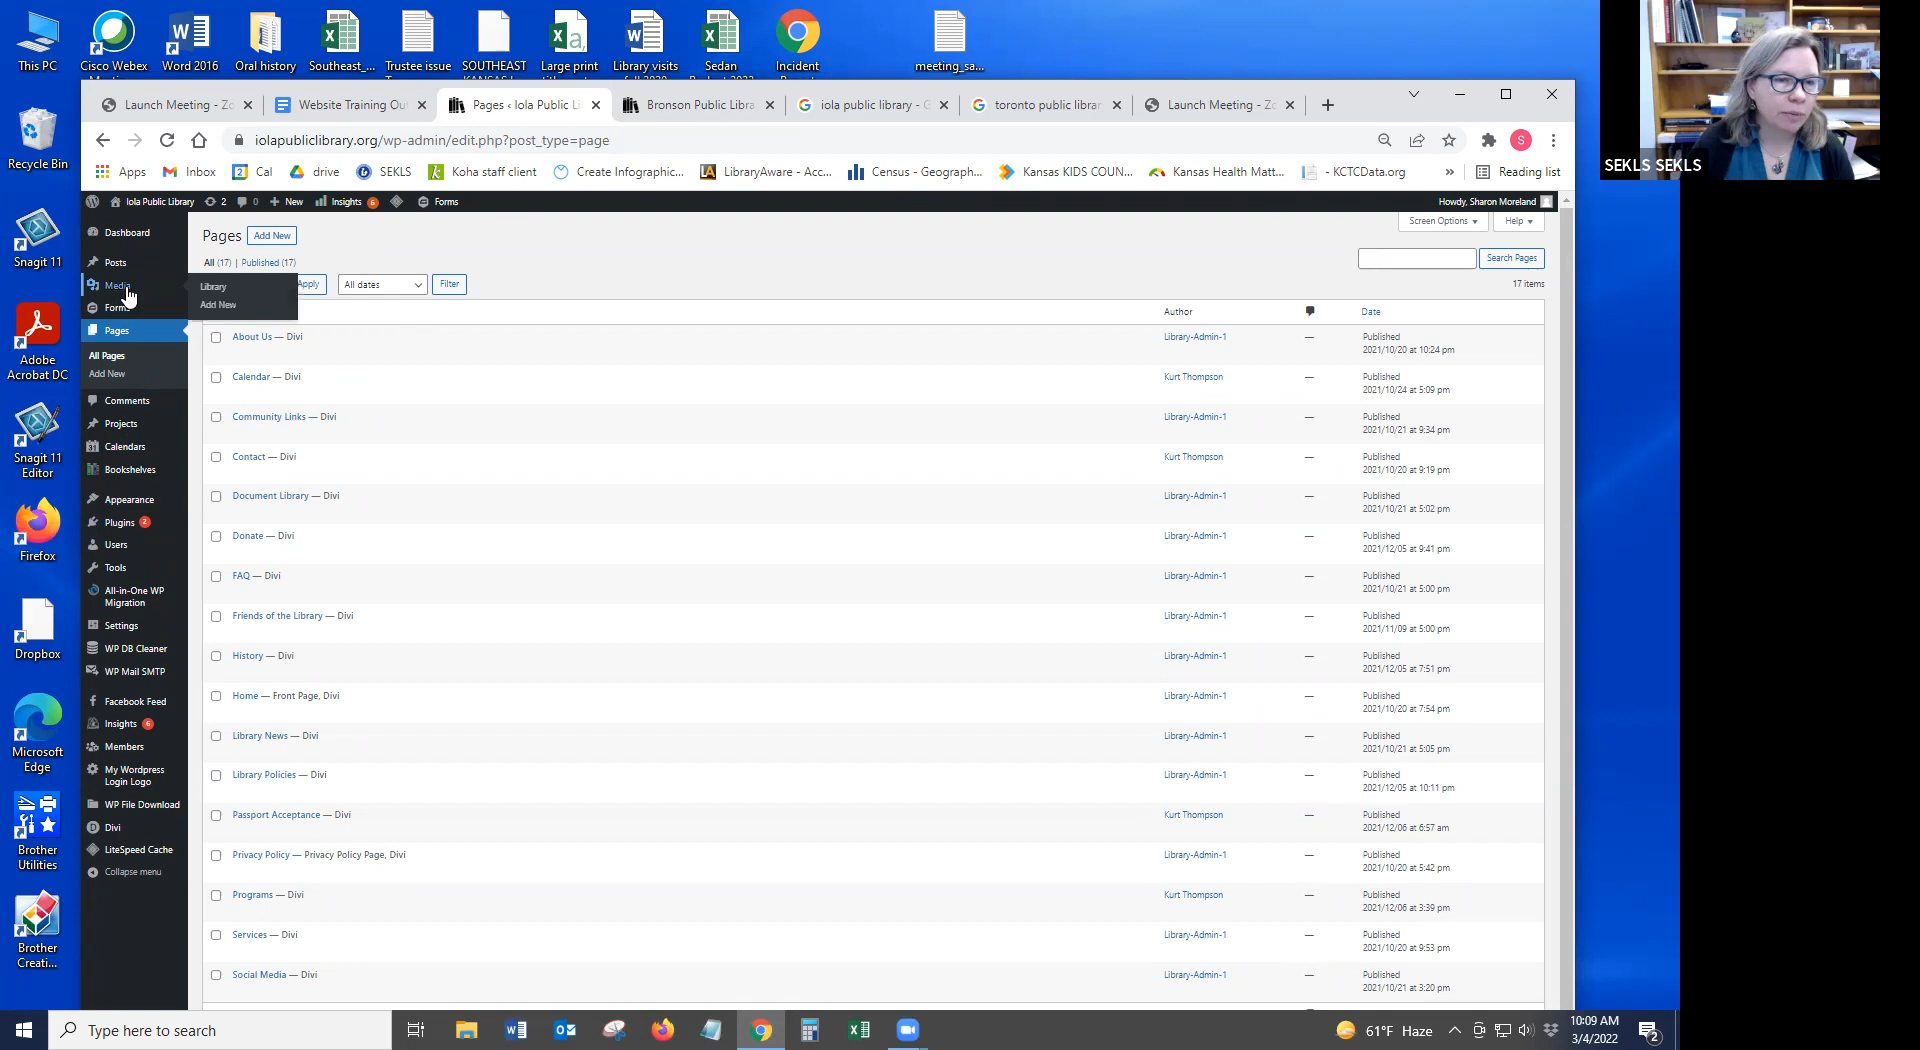 This PC
Cisco Webex
Word 2016
Oral history
Southeast_...
Trustee issue
SOUTHEAST
Large print
Library visits
Sedan
Incident
meeting_sa...
Recycle Bin
Snagit 11
Adobe
Acrobat DC
Snagit 11
Editor
Firefox
Dropbox
Microsoft
Edge
Brother
Utilities
Brother
Creati...
Launch Meeting - Zo
Website Training Ou
Pages ‹ Iola Public Li
Bronson Public Libra
iola public library - G
toronto public librar
Launch Meeting - Zo
iolapubliclibrary.org/wp-admin/edit.php?post_type=page
S
Apps
Inbox
Cal
drive
SEKLS
Koha staff client
Create Infographic...
LibraryAware - Acc...
Census - Geograph...
Kansas KIDS COUN...
Kansas Health Matt...
- KCTCData.org
»
Reading list
Iola Public Library
2
0
New
Insights 6
Forms
Howdy, Sharon Moreland
Dashboard
Posts
Media
Forms
Pages
All Pages
Add New
Comments
Projects
Calendars
Bookshelves
Appearance
Plugins 2
Users
Tools
All-in-One WP
Migration
Settings
WP DB Cleaner
WP Mail SMTP
Facebook Feed
Insights 6
Members
My Wordpress
Login Logo
WP File Download
Divi
LiteSpeed Cache
Collapse menu
Library
Add New
Pages Add New
Screen Options
Help
All (17) | Published (17)
Search Pages
Apply
All dates
Filter
17 items
Author
Date
About Us — Divi Library-Admin-1 — Published
2021/10/20 at 10:24 pm
Calendar — Divi Kurt Thompson — Published
2021/10/24 at 5:09 pm
Community Links — Divi Library-Admin-1 — Published
2021/10/21 at 9:34 pm
Contact — Divi Kurt Thompson — Published
2021/10/20 at 9:19 pm
Document Library — Divi Library-Admin-1 — Published
2021/10/21 at 5:02 pm
Donate — Divi Library-Admin-1 — Published
2021/12/05 at 9:41 pm
FAQ — Divi Library-Admin-1 — Published
2021/10/21 at 5:00 pm
Friends of the Library — Divi Library-Admin-1 — Published
2021/11/09 at 5:00 pm
History — Divi Library-Admin-1 — Published
2021/12/05 at 7:51 pm
Home — Front Page, Divi Library-Admin-1 — Published
2021/10/20 at 7:54 pm
Library News — Divi Library-Admin-1 — Published
2021/10/21 at 5:05 pm
Library Policies — Divi Library-Admin-1 — Published
2021/12/05 at 10:11 pm
Passport Acceptance — Divi Kurt Thompson — Published
2021/12/06 at 6:57 am
Privacy Policy — Privacy Policy Page, Divi Library-Admin-1 — Published
2021/10/20 at 5:42 pm
Programs — Divi Kurt Thompson — Published
2021/12/06 at 3:39 pm
Services — Divi Library-Admin-1 — Published
2021/10/20 at 9:53 pm
Social Media — Divi Library-Admin-1 — Published
2021/10/21 at 3:20 pm
SEKLS SEKLS
Type here to search
61°F Haze
10:09 AM
3/4/2022
2